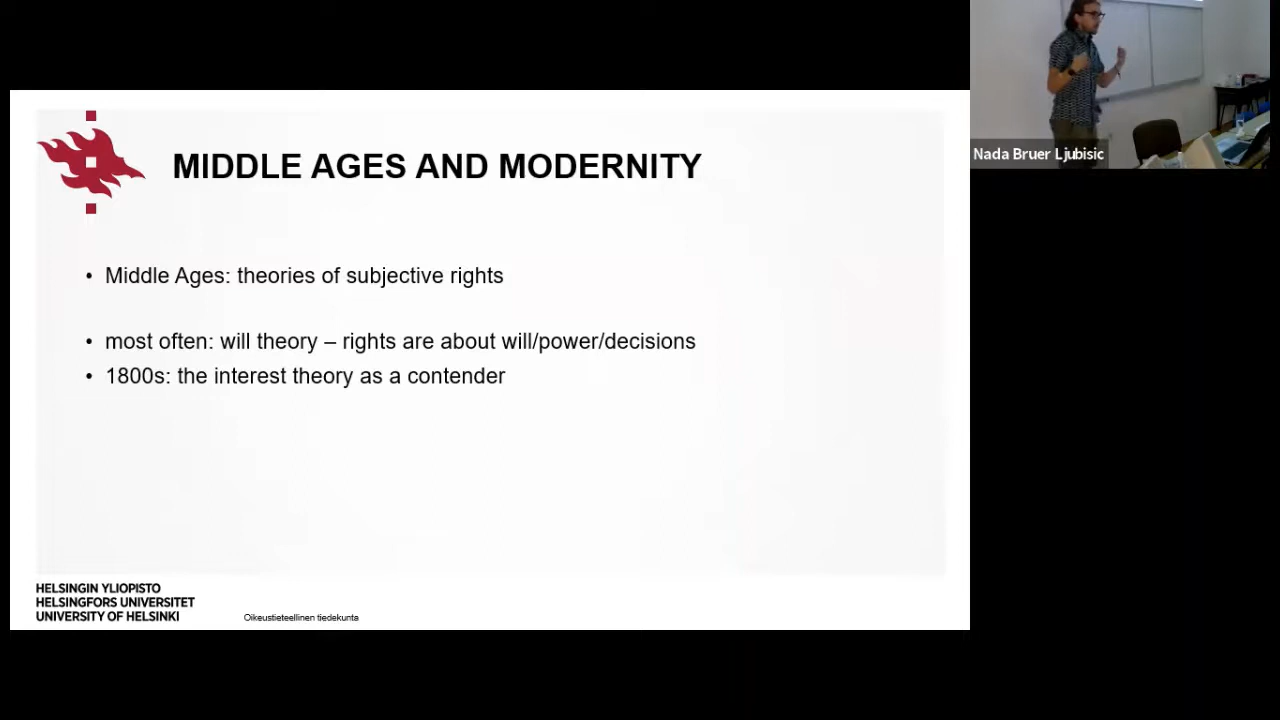 MIDDLE AGES AND MODERNITY
• Middle Ages: theories of subjective rights
• most often: will theory – rights are about will/power/decisions
• 1800s: the interest theory as a contender
HELSINGIN YLIOPISTO
HELSINGFORS UNIVERSITET
UNIVERSITY OF HELSINKI
Oikeustieteellinen tiedekunta
Nada Bruer Ljubisic